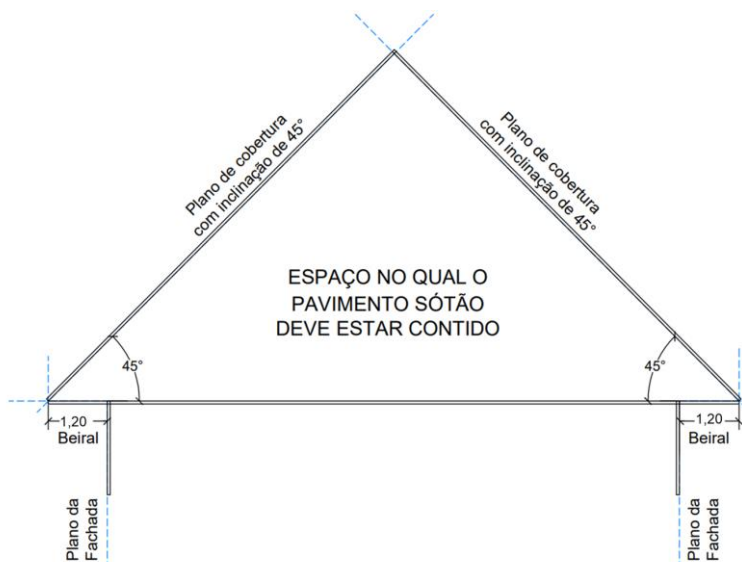 Plano de cobertura
com inclinação de 45°
Plano de cobertura
com inclinação de 45°
ESPAÇO NO QUAL O
PAVIMENTO SÓTÃO
DEVE ESTAR CONTIDO
45°
45°
1,20
Beiral
1,20
Beiral
Plano da
Fachada
Plano da
Fachada